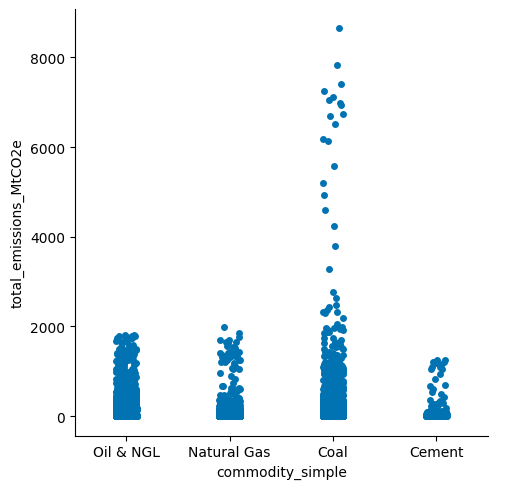 8000
6000
4000
2000
0
total_emissions_MtCO2e
Oil & NGL Natural Gas Coal Cement
commodity_simple